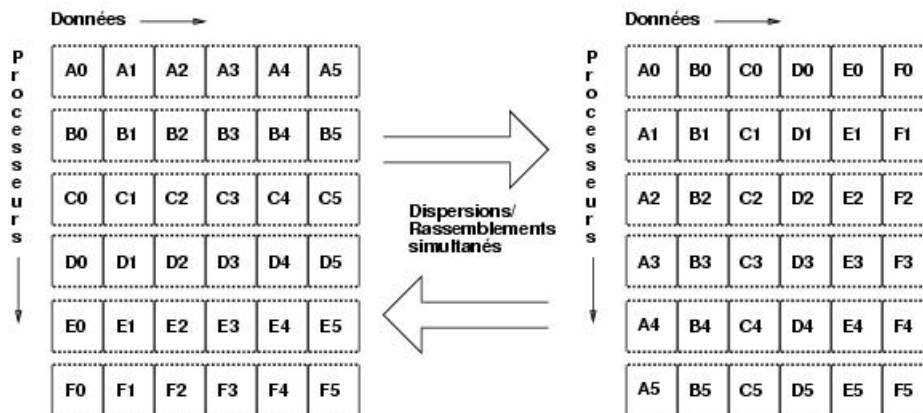 Données
Processeurs
A0 A1 A2 A3 A4 A5
B0 B1 B2 B3 B4 B5
C0 C1 C2 C3 C4 C5
D0 D1 D2 D3 D4 D5
E0 E1 E2 E3 E4 E5
F0 F1 F2 F3 F4 F5
Dispersions/
Rassemblements
simultanés
Données
Processeurs
A0 B0 C0 D0 E0 F0
A1 B1 C1 D1 E1 F1
A2 B2 C2 D2 E2 F2
A3 B3 C3 D3 E3 F3
A4 B4 C4 D4 E4 F4
A5 B5 C5 D5 E5 F5